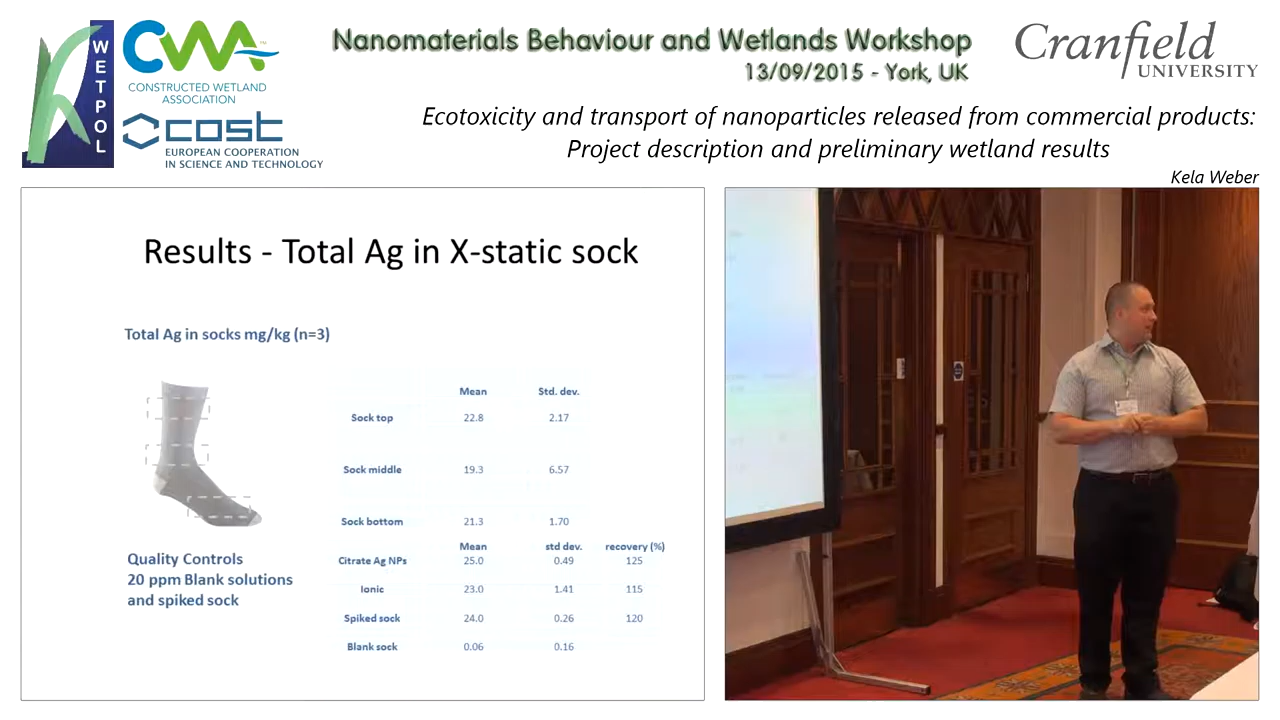 WETPOL
CWA
CONSTRUCTED WETLAND
ASSOCIATION
cost
EUROPEAN COOPERATION
IN SCIENCE AND TECHNOLOGY
Nanomaterials Behaviour and Wetlands Workshop
13/09/2015 - York, UK
Cranfield
UNIVERSITY
Ecotoxicity and transport of nanoparticles released from commercial products:
Project description and preliminary wetland results
Kela Weber
Results - Total Ag in X-static sock
Total Ag in socks mg/kg (n=3)
Mean Std. dev.
Sock top 22.8 2.17
Sock middle 19.3 6.57
Sock bottom 21.3 1.70
Mean std dev. recovery (%)
Citrate Ag NPs 25.0 0.49 125
Ionic 23.0 1.41 115
Spiked sock 24.0 0.26 120
Blank sock 0.06 0.16
Quality Controls
20 ppm Blank solutions
and spiked sock